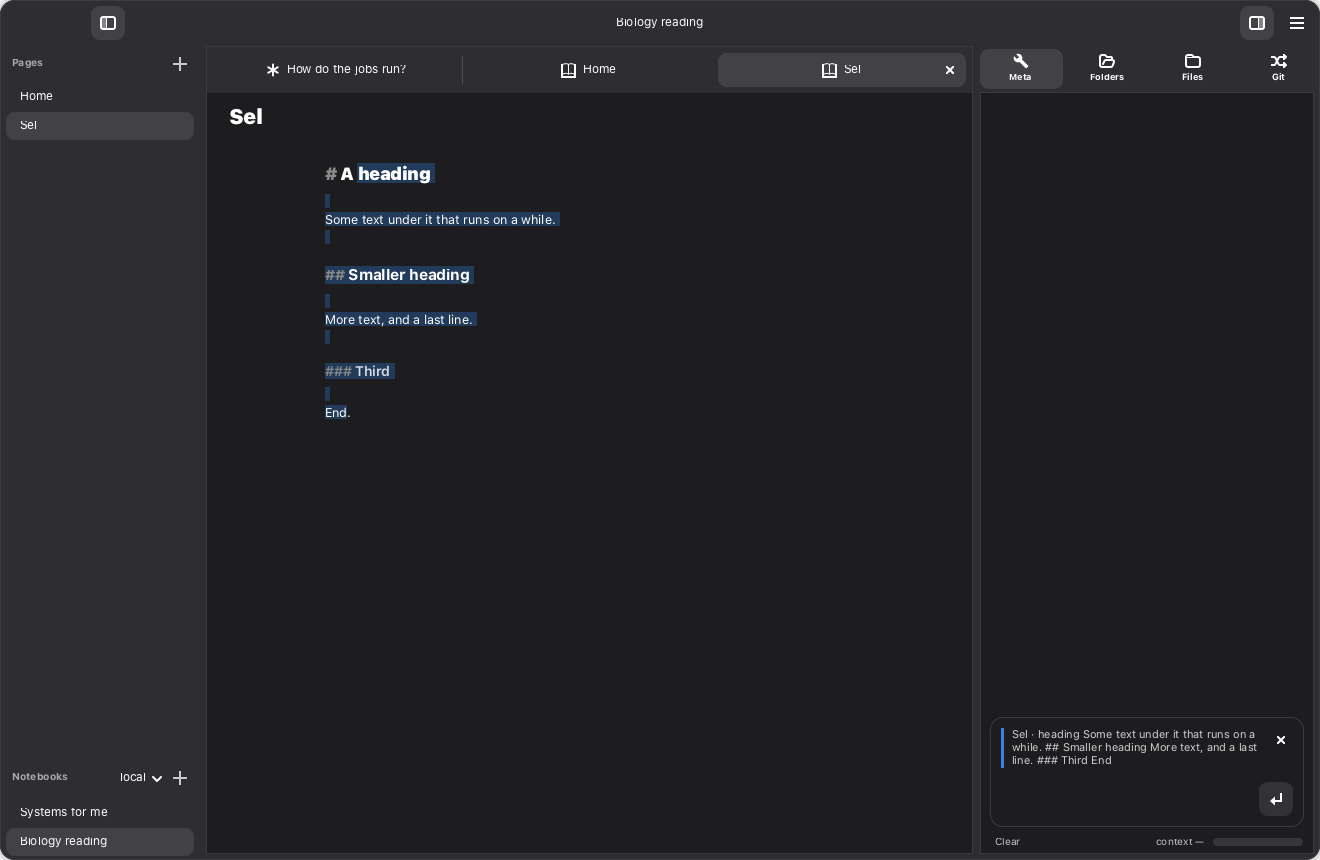 Biology reading
Pages
Home
Sel
How do the jobs run?
Home
Sel
Meta
Folders
Files
Git
Sel
# A heading
Some text under it that runs on a while.
## Smaller heading
More text, and a last line.
### Third
End.
Sel · heading Some text under it that runs on a
while. ## Smaller heading More text, and a last
line. ### Third End
Clear
context —
Notebooks
local
Systems for me
Biology reading